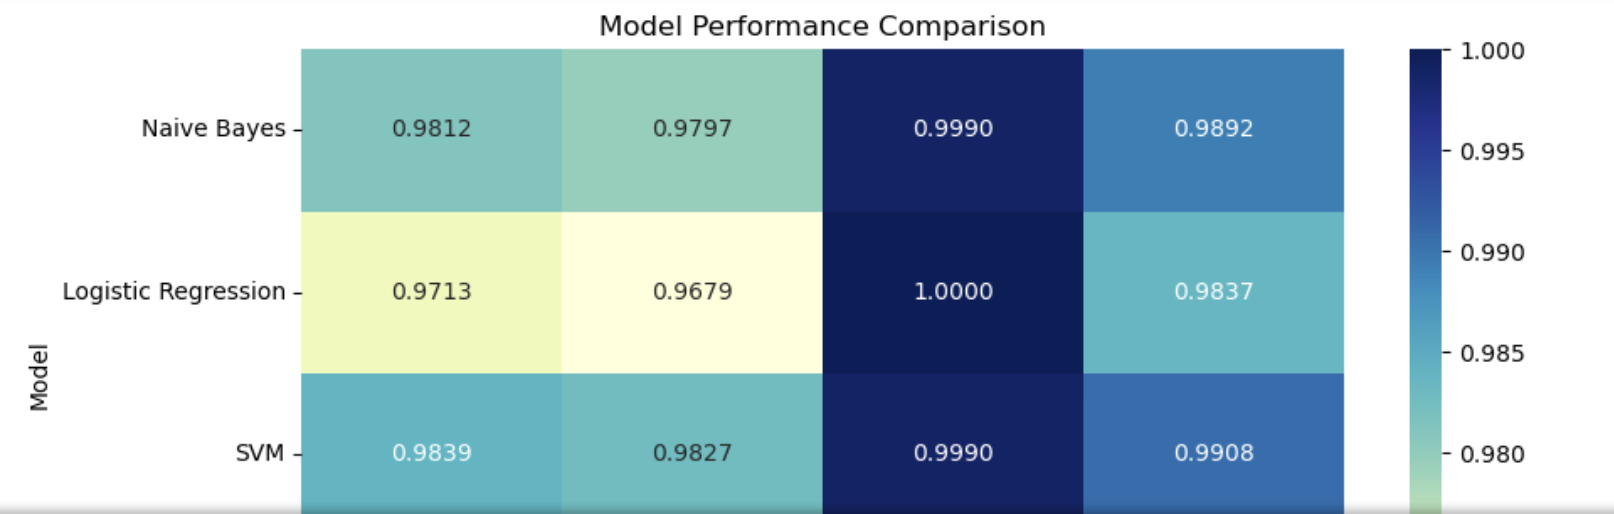 Model Performance Comparison
Naive Bayes 0.9812 0.9797 0.9990 0.9892
Logistic Regression 0.9713 0.9679 1.0000 0.9837
SVM 0.9839 0.9827 0.9990 0.9908
Model
1.000
0.995
0.990
0.985
0.980